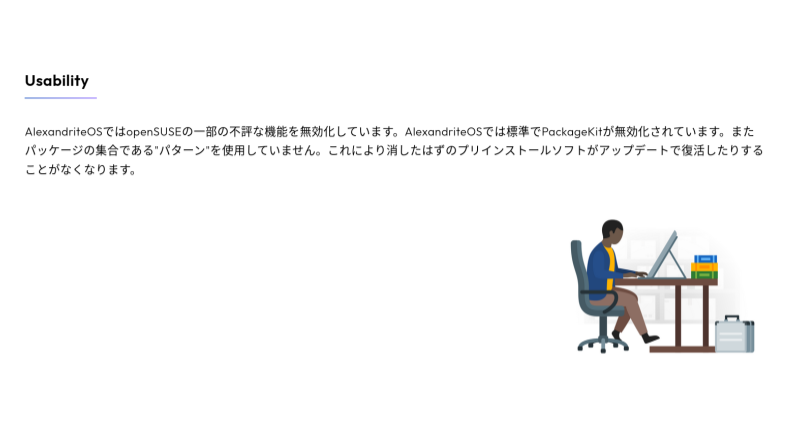 Usability
AlexandriteOSではopenSUSEの一部の不評な機能を無効化しています。AlexandriteOSでは標準でPackageKitが無効化されています。また
パッケージの集合である"パターン"を使用していません。これにより消したはずのプリインストールソフトがアップデートで復活したりする
ことがなくなります。